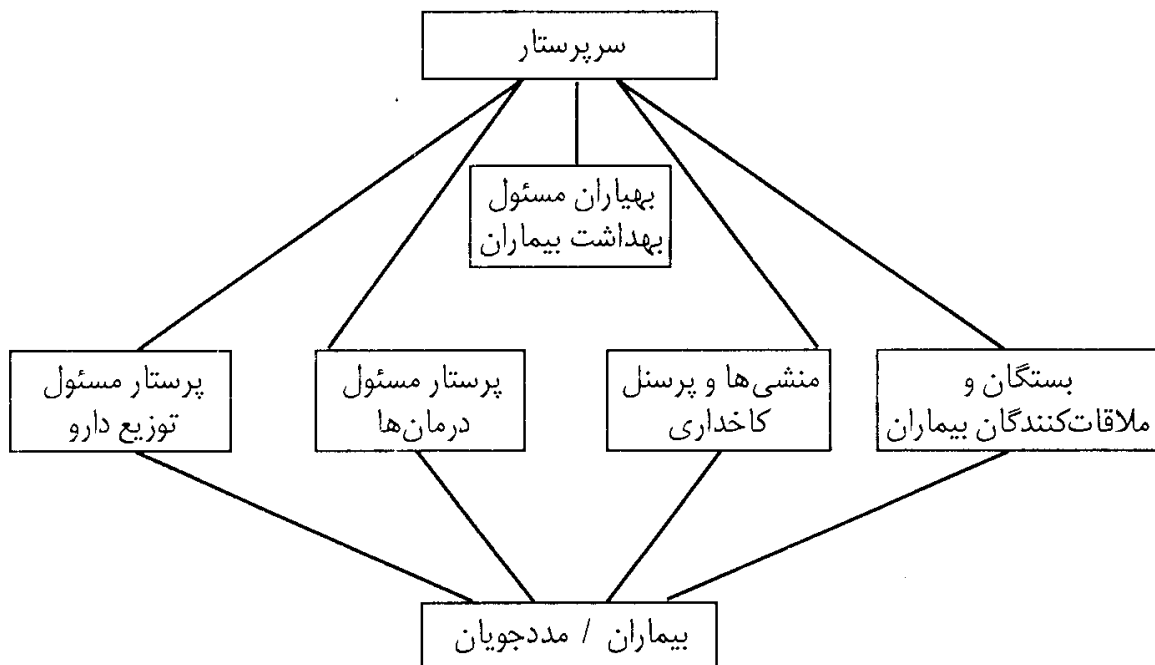 سرپرستار
بهیاران مسئول
بهداشت بیماران
بستگان و
ملاقات‌کنندگان بیماران
منشی‌ها و پرسنل
کاخداری
پرستار مسئول
درمان‌ها
پرستار مسئول
توزیع دارو
بیماران / مددجویان